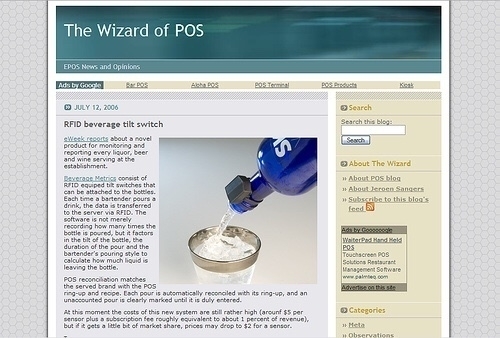 The Wizard of POS
EPOS News and Opinions
Ads by Google
Bar POS
Aloha POS
POS Terminal
POS Products
Kiosk
JULY 12, 2006
RFID beverage tilt switch
eWeek reports about a novel
product for monitoring and
reporting every liquor, beer
and wine serving at the
establishment.
Beverage Metrics consist of
RFID equiped tilt switches that
can be attached to the bottles.
Each time a bartender pours a
drink, the data is transferred
to the server via RFID. The
software is not merely
recording how many times the
bottle is poured, but it factors
in the tilt of the bottle, the
duration of the pour and the
bartender's pouring style to
calculate how much liquid is
leaving the bottle.
POS reconciliation matches
the served brand with the POS
ring-up and recipe. Each pour is automatically reconciled with its ring-up, and an
unaccounted pour is clearly marked until it is duly entered.
At this moment the costs of this new system are still rather high (arounf $5 per
sensor plus a subscription fee roughly equivalent to about 1 percent of revenue),
but if it gets a little bit of market share, prices may drop to $2 for a sensor.
Search
Search this blog:
Search
About The Wizard
» About POS blog
» About Jeroen Sangers
» Subscribe to this blog's
feed
Ads by Goooooogle
WaiterPad Hand Held
POS
Touchscreen POS
Solutions Restaurant
Management Software
www.palmteq.com
Advertise on this site
Categories
» Meta
» Observations